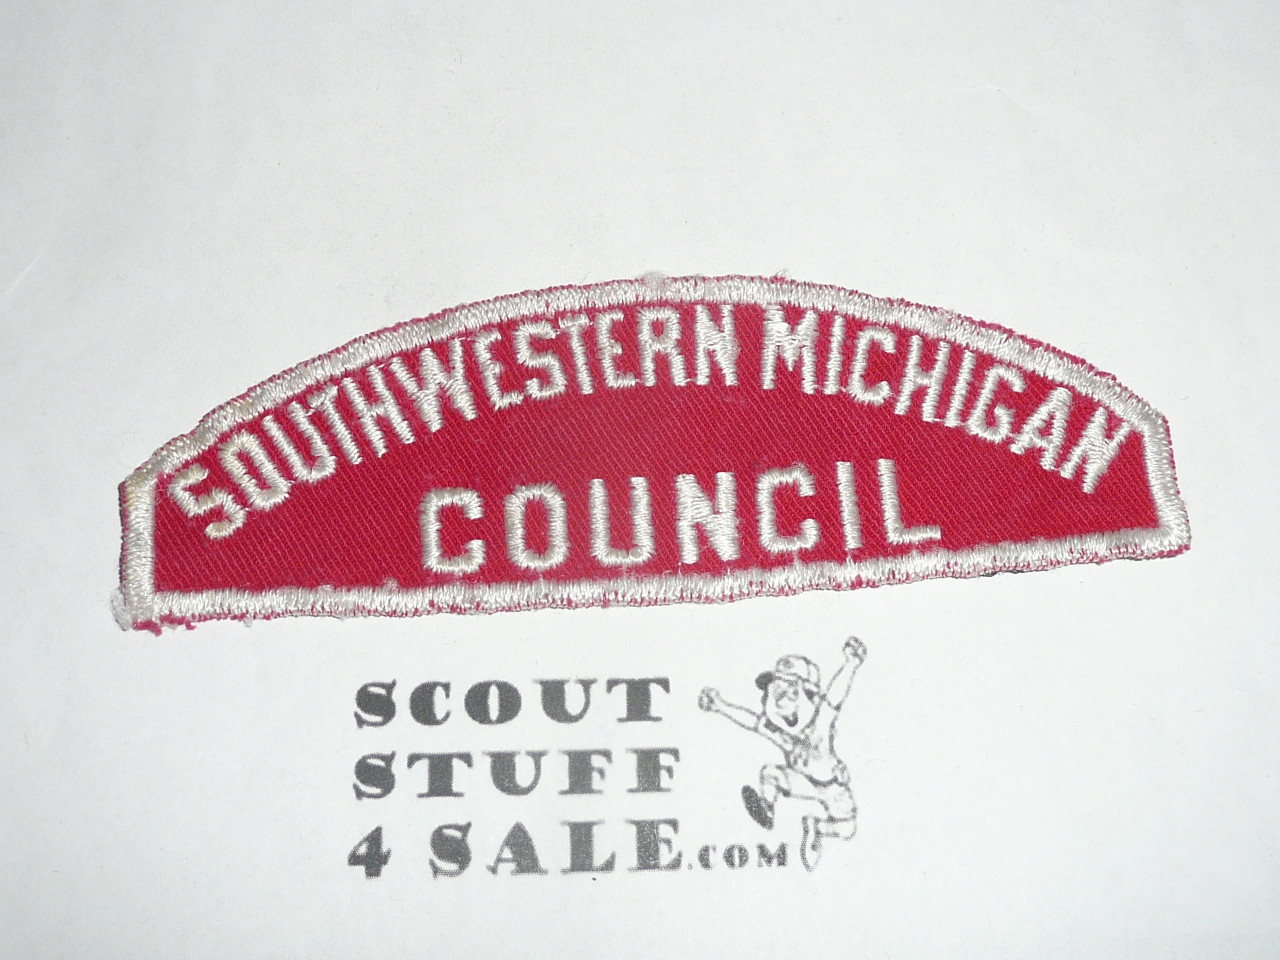 SOUTHWESTERN MICHIGAN
COUNCIL
SCOUT
STUFF
4 SALE.COM